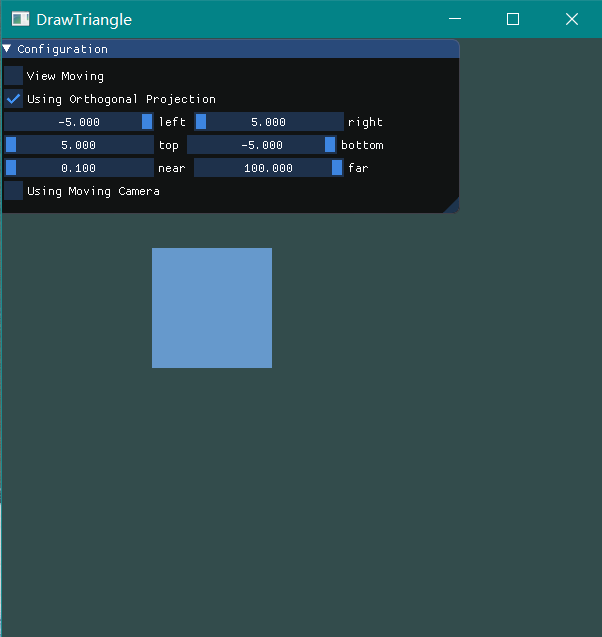 DrawTriangle
Configuration
View Moving
Using Orthogonal Projection
-5.000 left 5.000 right
5.000 top -5.000 bottom
0.100 near 100.000 far
Using Moving Camera